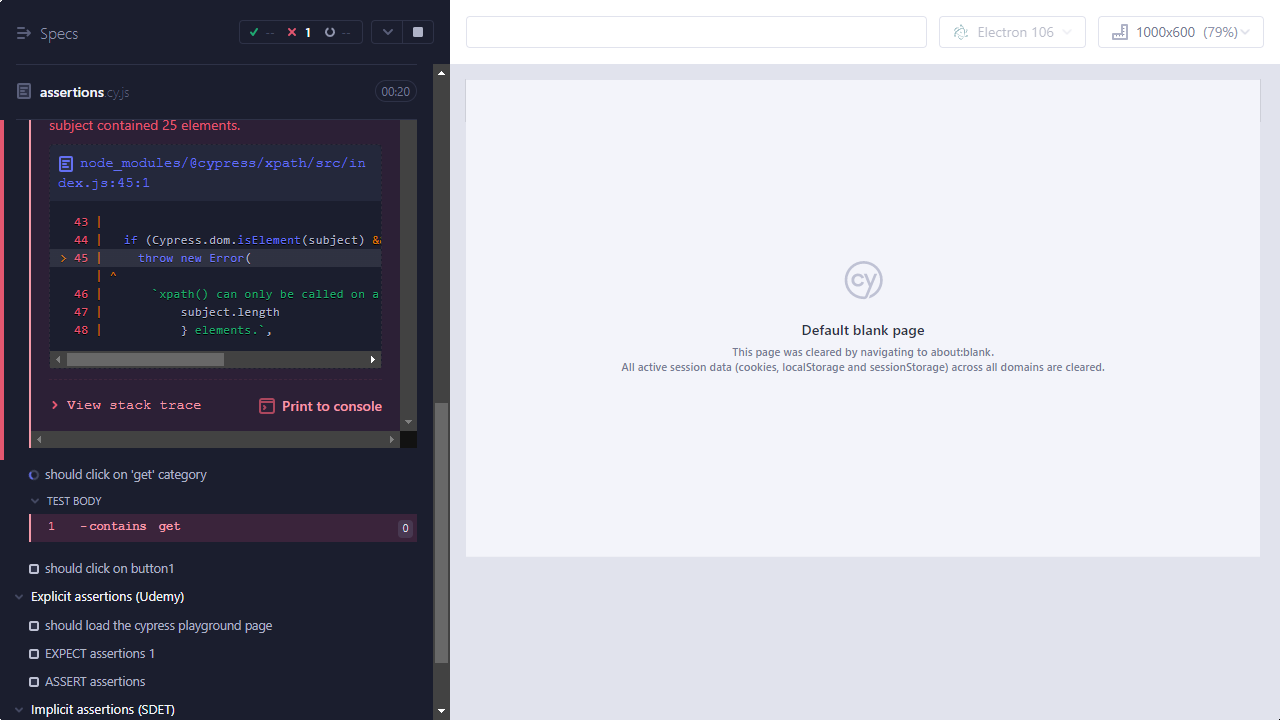 Specs
--
1
--
Electron 106
1000x600 (79%)
assertions.cy.js
00:20
subject contained 25 elements.
node_modules/@cypress/xpath/src/in
dex.js:45:1
43 |
44 | if (Cypress.dom.isElement(subject) &
> 45 | throw new Error(
| ^
46 | `xpath() can only be called on a
47 | subject.length
48 | } elements.`,
View stack trace
Print to console
should click on 'get' category
TEST BODY
1 -contains get 0
should click on button1
Explicit assertions (Udemy)
should load the cypress playground page
EXPECT assertions 1
ASSERT assertions
Implicit assertions (SDET)
cy
Default blank page
This page was cleared by navigating to about:blank.
All active session data (cookies, localStorage and sessionStorage) across all domains are cleared.